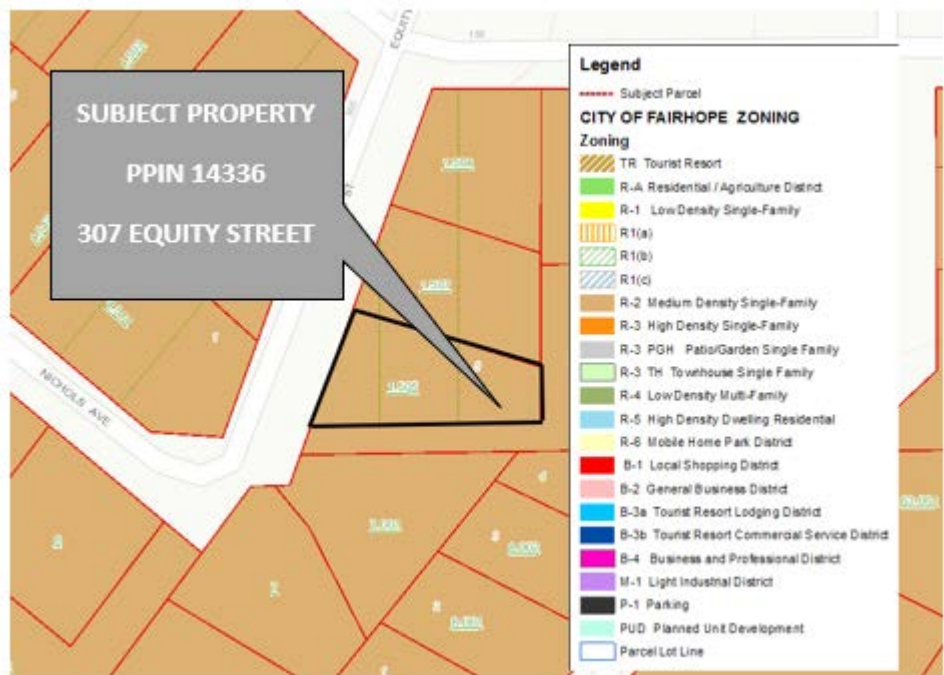 SUBJECT PROPERTY
PPIN 14336
307 EQUITY STREET
EQUITY
ST
NICHOLS AVE
Legend
Subject Parcel
CITY OF FAIRHOPE ZONING
Zoning
TR Tourist Resort
R-A Residential / Agriculture District
R-1 Low Density Single-Family
R1(a)
R1(b)
R1(c)
R-2 Medium Density Single-Family
R-3 High Density Single-Family
R-3 PGH Patio/Garden Single Family
R-3 TH Townhouse Single Family
R-4 Low Density Multi-Family
R-5 High Density Dwelling Residential
R-6 Mobile Home Park District
B-1 Local Shopping District
B-2 General Business District
B-3a Tourist Resort Lodging District
B-3b Tourist Resort Commercial Service District
B-4 Business and Professional District
M-1 Light Industrial District
P-1 Parking
PUD Planned Unit Development
Parcel Lot Line